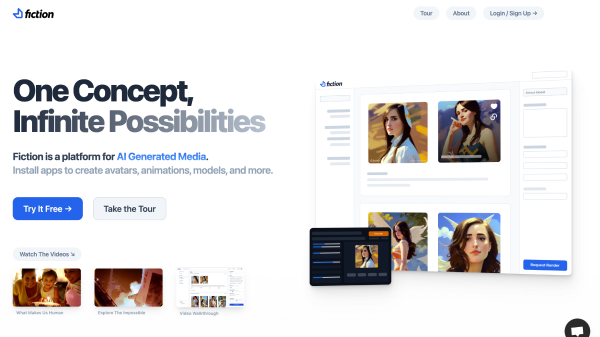 fiction
Tour
About
Login / Sign Up →
One Concept,
Infinite Possibilities
Fiction is a platform for AI Generated Media.
Install apps to create avatars, animations, models, and more.
Try It Free →
Take the Tour
fiction
Request Render
Watch The Videos ↘
What Makes Us Human
Explore The Impossible
Video Walkthrough